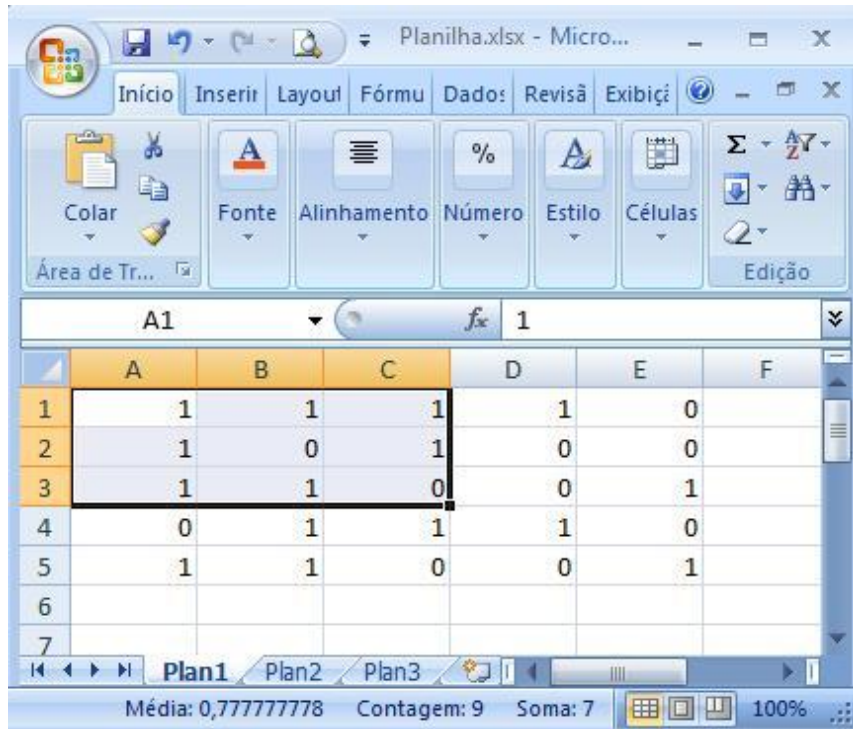 Planilha.xlsx - Micro...
Início Inserir Layout Fórmu Dados Revisã Exibiçã
Colar Fonte Alinhamento Número Estilo Células
% A Σ A Z
Área de Tr... Edição
A1 fx 1
A B C D E F
1 1 1 1 1 0
2 1 0 1 0 0
3 1 1 0 0 1
4 0 1 1 1 0
5 1 1 0 0 1
6
7
Plan1 Plan2 Plan3
Média: 0,777777778 Contagem: 9 Soma: 7 100%